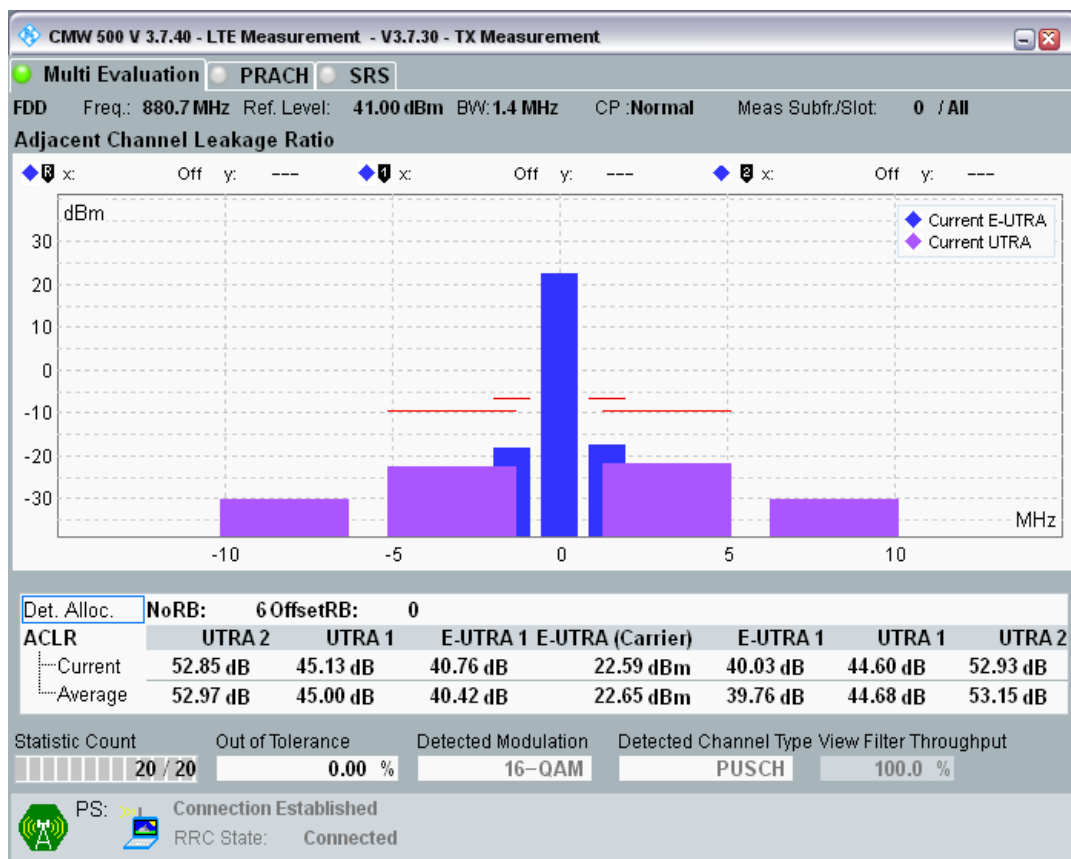 CMW 500 V 3.7.40 - LTE Measurement - V3.7.30 - TX Measurement
Multi Evaluation PRACH SRS
FDD Freq.: 880.7 MHz Ref. Level: 41.00 dBm BW: 1.4 MHz CP :Normal Meas Subfr./Slot: 0 / All
Adjacent Channel Leakage Ratio
R x: Off y: --- 1 x: Off y: --- 2 x: Off y: ---
dBm
Current E-UTRA
Current UTRA
30
20
10
0
-10
-20
-30
MHz
-10 -5 0 5 10
Det. Alloc. NoRB: 6 OffsetRB: 0
ACLR UTRA 2 UTRA 1 E-UTRA 1 E-UTRA (Carrier) E-UTRA 1 UTRA 1 UTRA 2
Current 52.85 dB 45.13 dB 40.76 dB 22.59 dBm 40.03 dB 44.60 dB 52.93 dB
Average 52.97 dB 45.00 dB 40.42 dB 22.65 dBm 39.76 dB 44.68 dB 53.15 dB
Statistic Count Out of Tolerance Detected Modulation Detected Channel Type View Filter Throughput
20 / 20 0.00 % 16-QAM PUSCH 100.0 %
PS: Connection Established
RRC State: Connected